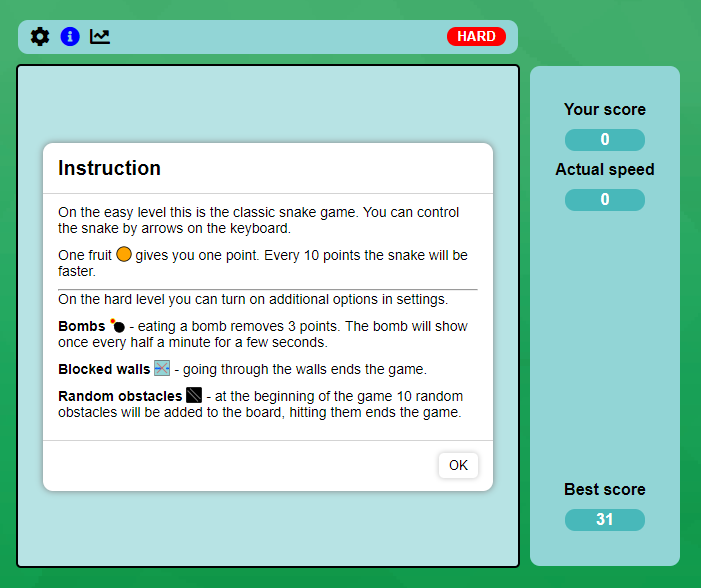 HARD
Instruction
On the easy level this is the classic snake game. You can control
the snake by arrows on the keyboard.
One fruit gives you one point. Every 10 points the snake will be
faster.
On the hard level you can turn on additional options in settings.
Bombs - eating a bomb removes 3 points. The bomb will show
once every half a minute for a few seconds.
Blocked walls - going through the walls ends the game.
Random obstacles - at the beginning of the game 10 random
obstacles will be added to the board, hitting them ends the game.
OK
Your score
0
Actual speed
0
Best score
31